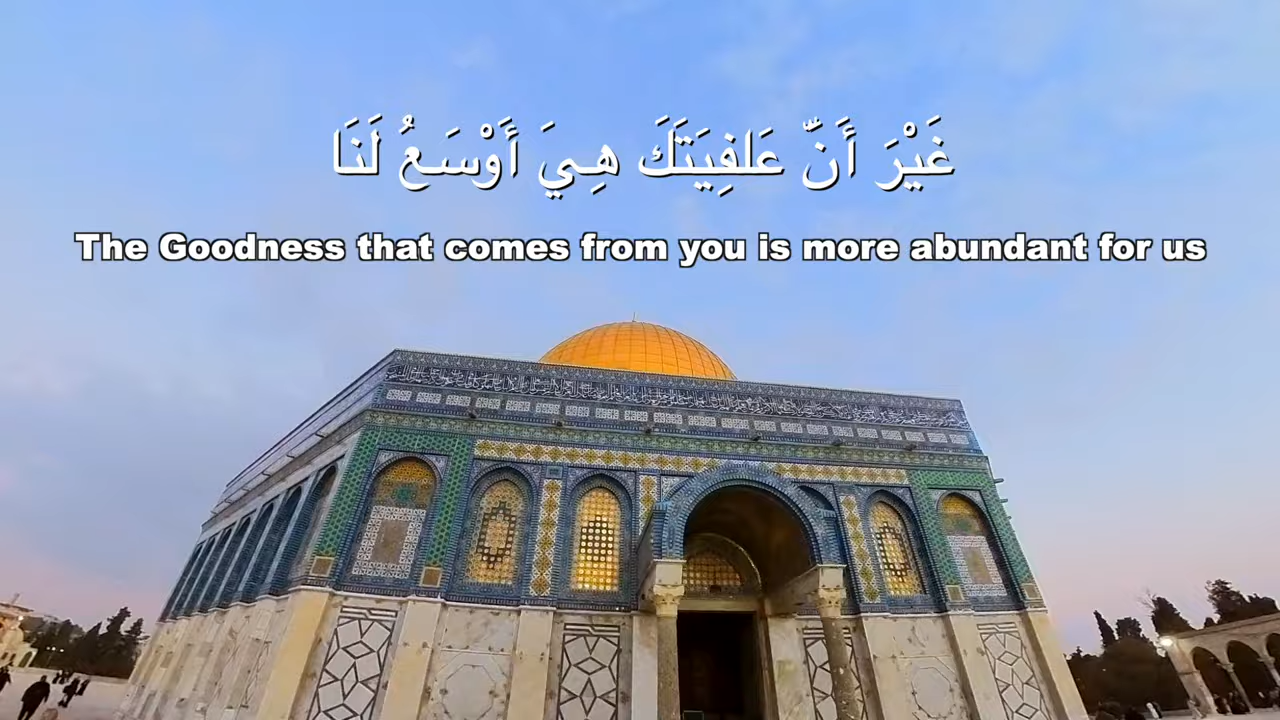 غَيْرَ أَنَّ عَافِيَتَكَ هِيَ أَوْسَعُ لَنَا
The Goodness that comes from you is more abundant for us